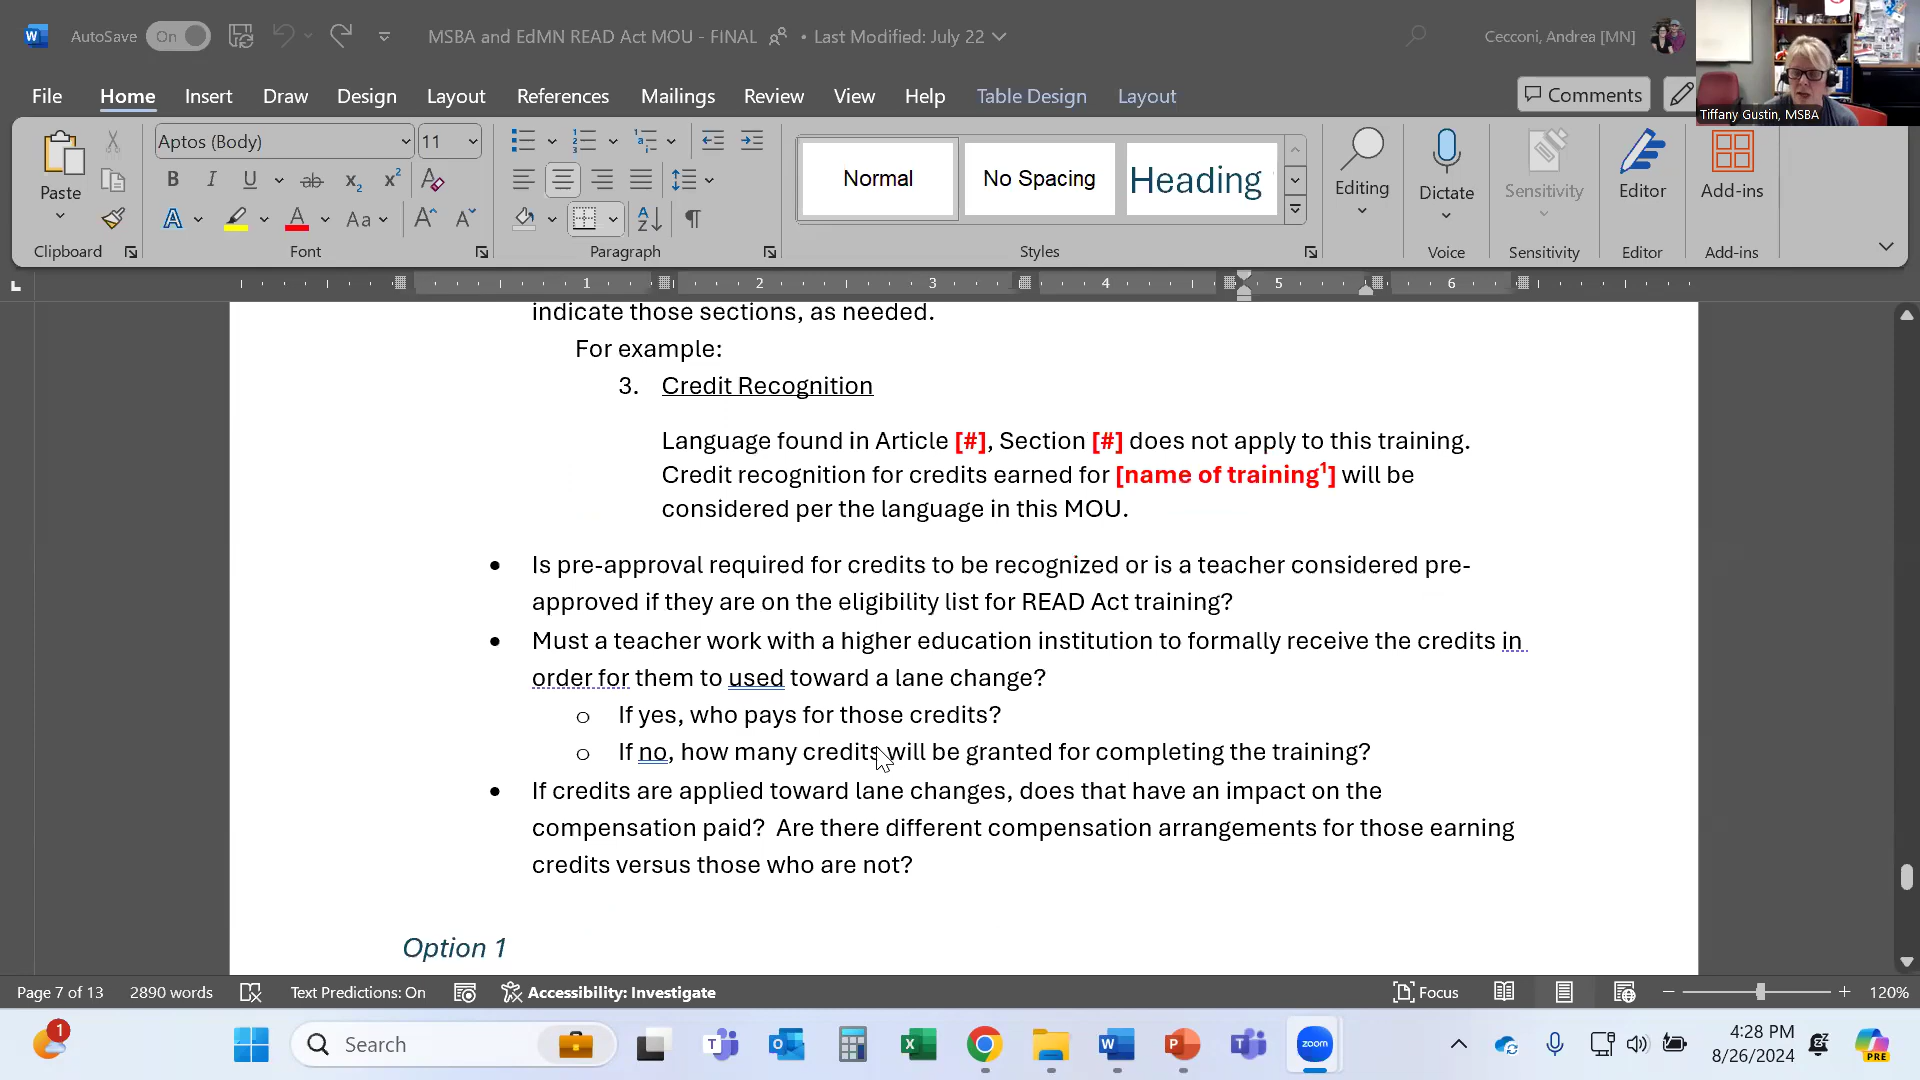 AutoSave On
MSBA and EdMN READ Act MOU - FINAL • Last Modified: July 22
Cecconi, Andrea [MN]
Tiffany Gustin, MSBA
File Home Insert Draw Design Layout References Mailings Review View Help Table Design Layout
Comments
Paste
Clipboard
Aptos (Body) 11
Font
Paragraph
Normal
No Spacing
Heading
Styles
Editing
Dictate
Voice
Sensitivity
Sensitivity
Editor
Editor
Add-ins
Add-ins
1 2 3 4 5 6
indicate those sections, as needed.
For example:
3. Credit Recognition
Language found in Article [#], Section [#] does not apply to this training.
Credit recognition for credits earned for [name of training¹] will be
considered per the language in this MOU.
• Is pre-approval required for credits to be recognized or is a teacher considered pre-
approved if they are on the eligibility list for READ Act training?
• Must a teacher work with a higher education institution to formally receive the credits in
order for them to used toward a lane change?
o If yes, who pays for those credits?
o If no, how many credits will be granted for completing the training?
• If credits are applied toward lane changes, does that have an impact on the
compensation paid?  Are there different compensation arrangements for those earning
credits versus those who are not?
Option 1
Page 7 of 13 2890 words Text Predictions: On Accessibility: Investigate Focus 120%
1
Search
zoom
4:28 PM
8/26/2024
PRE